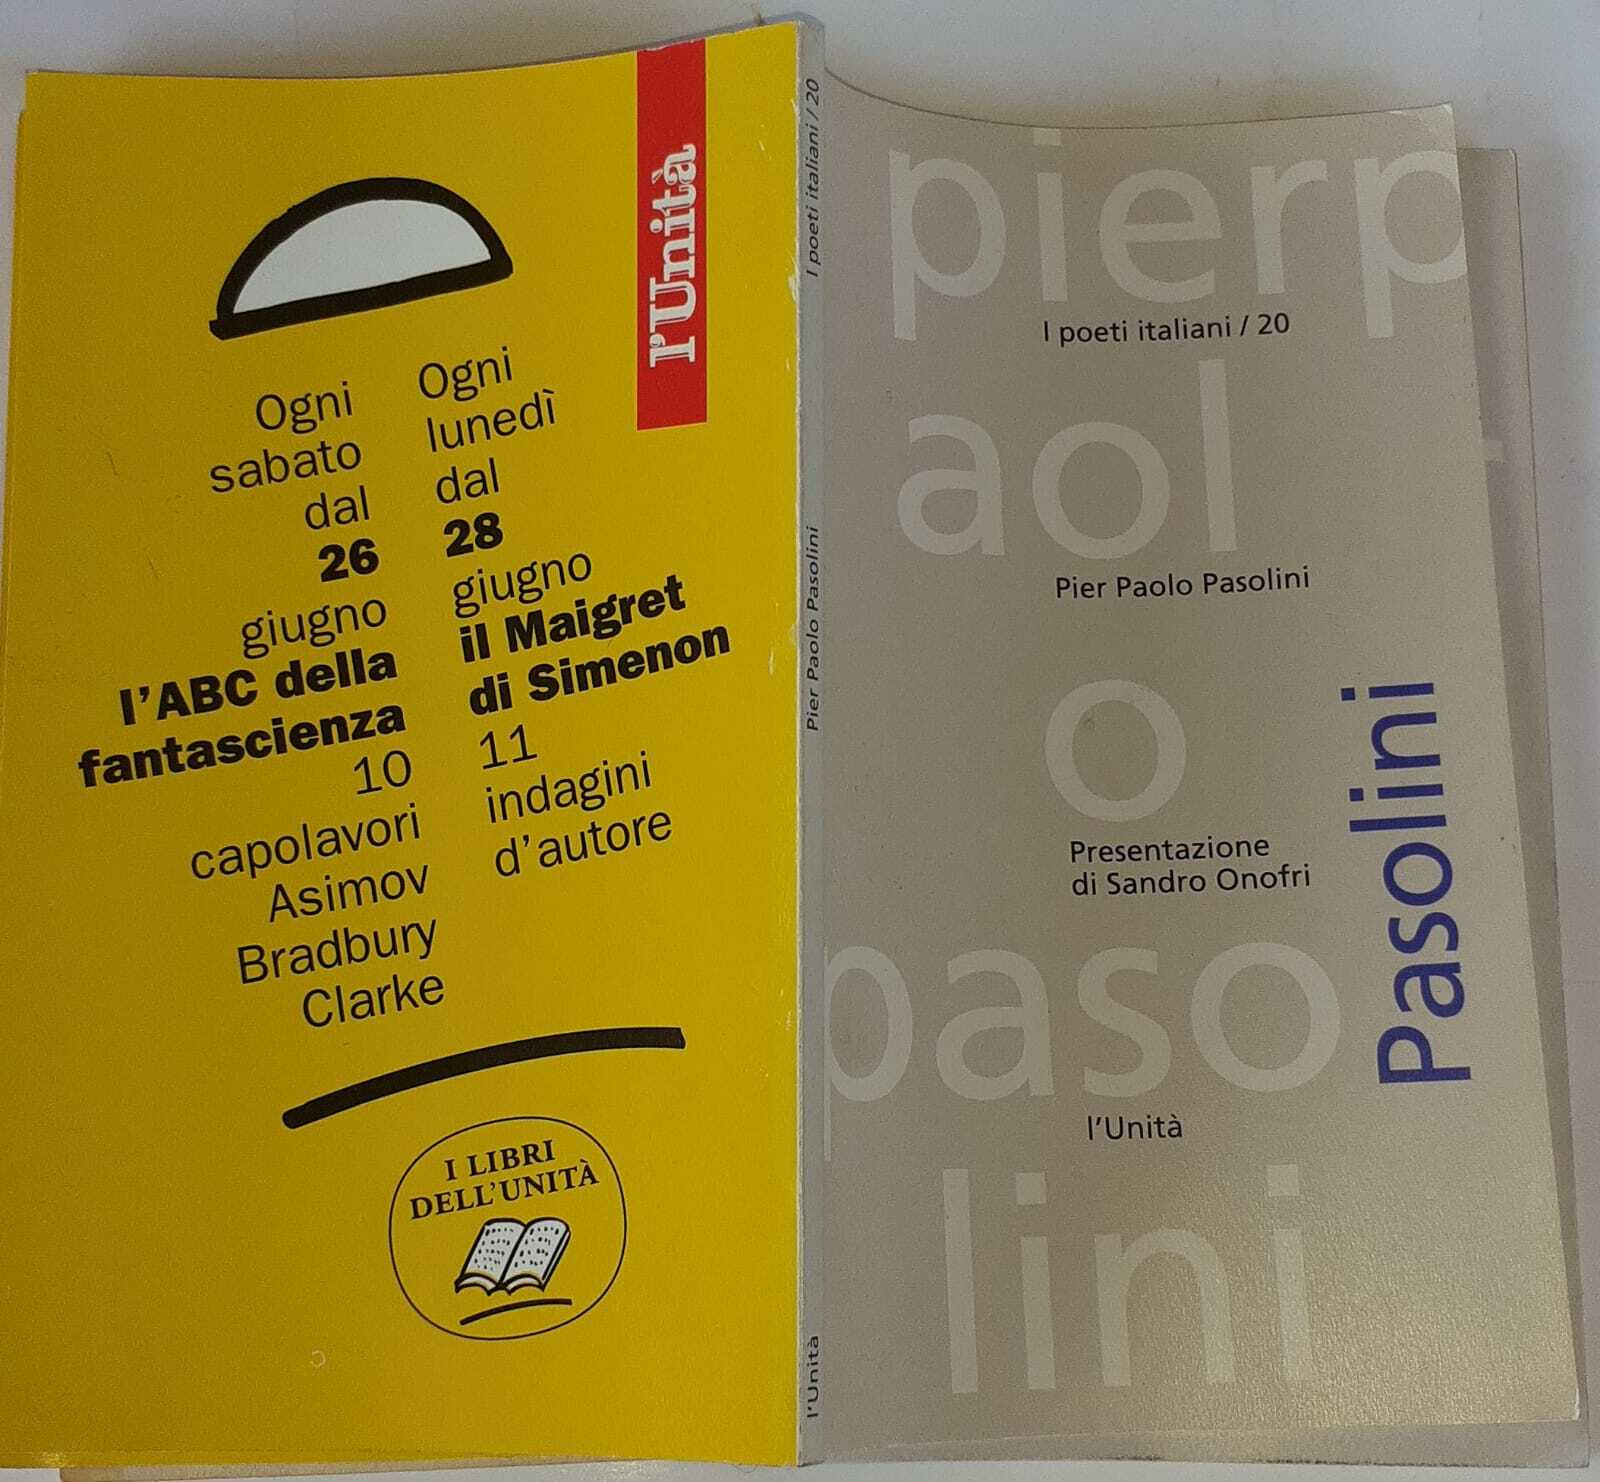 l'Unità
Ogni
sabato
dal
26
giugno
l'ABC della
fantascienza
10
capolavori
Asimov
Bradbury
Clarke
Ogni
lunedì
dal
28
giugno
il Maigret
di Simenon
11
indagini
d'autore
I LIBRI
DELL'UNITÀ
I poeti italiani / 20
Pier Paolo Pasolini
l'Unità
pierp
I poeti italiani / 20
aol
Pier Paolo Pasolini
o
Presentazione
di Sandro Onofri
paso
l'Unità
lini
Pasolini